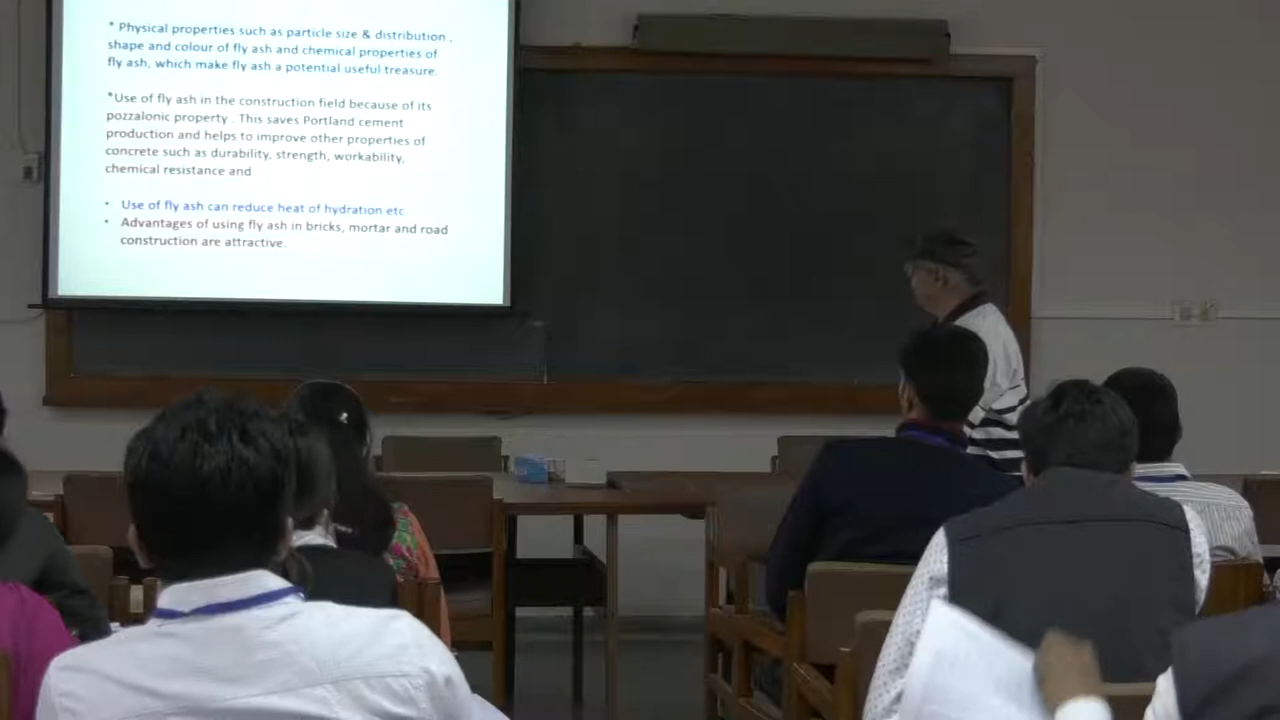 * Physical properties such as particle size & distribution ,
shape and colour of fly ash and chemical properties of
fly ash, which make fly ash a potential useful treasure.
*Use of fly ash in the construction field because of its
pozzalonic property . This saves Portland cement
production and helps to improve other properties of
concrete such as durability, strength, workability,
chemical resistance and
• Use of fly ash can reduce heat of hydration etc.
• Advantages of using fly ash in bricks, mortar and road
construction are attractive.